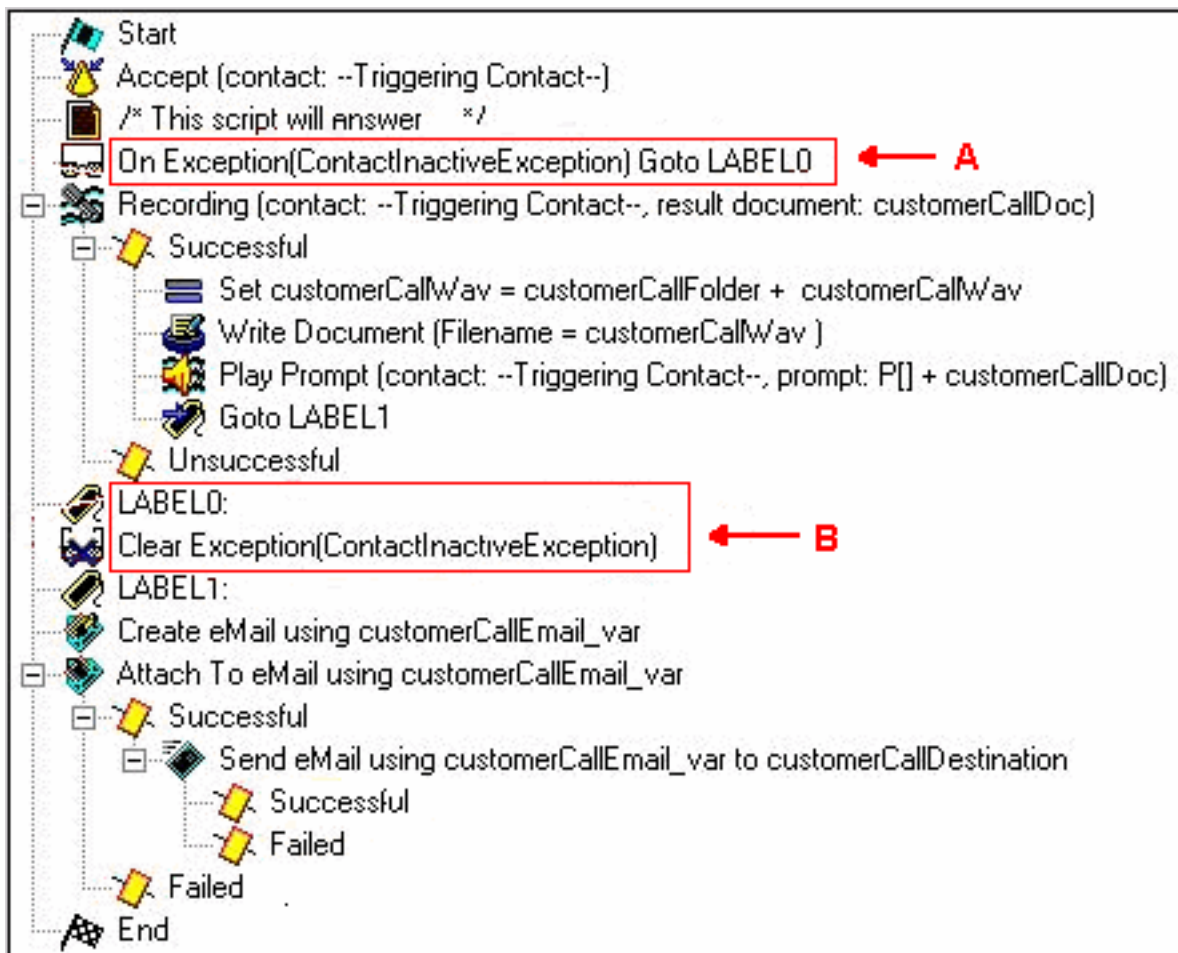 Start
Accept (contact: --Triggering Contact--)
/* This script will answer */
On Exception(ContactInactiveException) Goto LABEL0
A
Recording (contact: --Triggering Contact--, result document: customerCallDoc)
Successful
Set customerCallWav = customerCallFolder + customerCallWav
Write Document (Filename = customerCallWav )
Play Prompt (contact: --Triggering Contact--, prompt: P[] + customerCallDoc)
Goto LABEL1
Unsuccessful
LABEL0:
Clear Exception(ContactInactiveException)
B
LABEL1:
Create eMail using customerCallEmail_var
Attach To eMail using customerCallEmail_var
Successful
Send eMail using customerCallEmail_var to customerCallDestination
Successful
Failed
Failed
End